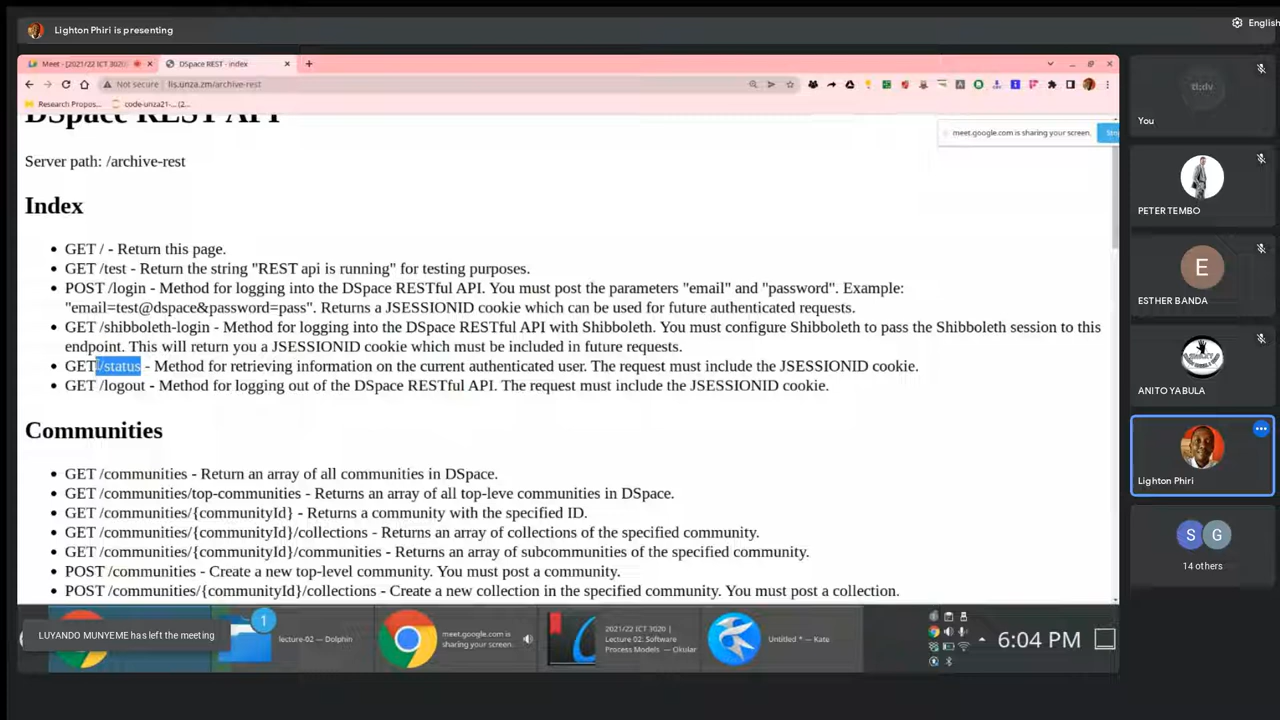 Lighton Phiri is presenting
English
Meet - [2021/22 ICT 3020]
DSpace REST - index
Not secure | lis.unza.zm/archive-rest
Research Propos...
code-unza21-... (2...
DSpace REST API
meet.google.com is sharing your screen.
Server path: /archive-rest
Index
GET / - Return this page.
GET /test - Return the string "REST api is running" for testing purposes.
POST /login - Method for logging into the DSpace RESTful API. You must post the parameters "email" and "password". Example:
"email=test@dspace&password=pass". Returns a JSESSIONID cookie which can be used for future authenticated requests.
GET /shibboleth-login - Method for logging into the DSpace RESTful API with Shibboleth. You must configure Shibboleth to pass the Shibboleth session to this
endpoint. This will return you a JSESSIONID cookie which must be included in future requests.
GET /status - Method for retrieving information on the current authenticated user. The request must include the JSESSIONID cookie.
GET /logout - Method for logging out of the DSpace RESTful API. The request must include the JSESSIONID cookie.
Communities
GET /communities - Return an array of all communities in DSpace.
GET /communities/top-communities - Returns an array of all top-leve communities in DSpace.
GET /communities/{communityId} - Returns a community with the specified ID.
GET /communities/{communityId}/collections - Returns an array of collections of the specified community.
GET /communities/{communityId}/communities - Returns an array of subcommunities of the specified community.
POST /communities - Create a new top-level community. You must post a community.
POST /communities/{communityId}/collections - Create a new collection in the specified community. You must post a collection.
LUYANDO MUNYEME has left the meeting
1
lecture-02 — Dolphin
meet.google.com is
sharing your screen.
2021/22 ICT 3020 |
Lecture 02. Software
Process Models — Okular
Untitled * — Kate
6:04 PM
tl;dv
You
PETER TEMBO
E
ESTHER BANDA
ANITO YABULA
Lighton Phiri
S G
14 others